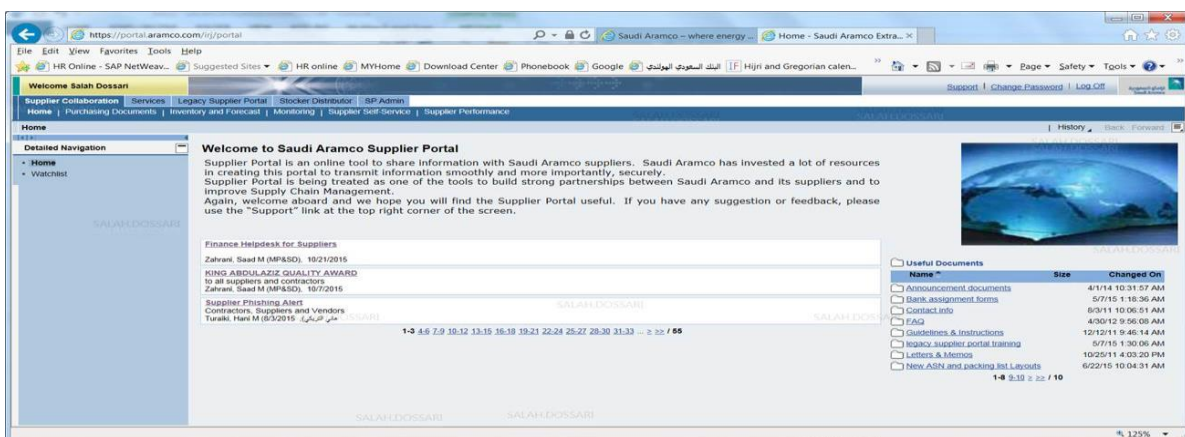 https://portal.aramco.com/irj/portal
Saudi Aramco – where energy ...
Home - Saudi Aramco Extra...
File Edit View Favorites Tools Help
HR Online - SAP NetWeav...
Suggested Sites
HR online
MYHome
Download Center
Phonebook
Google
البنك السعودي الهولندي
Hijri and Gregorian calen...
Page
Safety
Tools
Welcome Salah Dossari
Support | Change Password | Log Off
Supplier Collaboration Services Legacy Supplier Portal Stocker Distributor SP Admin
Home | Purchasing Documents | Inventory and Forecast | Monitoring | Supplier Self-Service | Supplier Performance
SALAH.DOSSARI
Home
| History Back Forward
Detailed Navigation
Home
Watchlist
SALAH.DOSSARI
Welcome to Saudi Aramco Supplier Portal
Supplier Portal is an online tool to share information with Saudi Aramco suppliers. Saudi Aramco has invested a lot of resources
in creating this portal to transmit information smoothly and more importantly, securely.
Supplier Portal is being treated as one of the tools to build strong partnerships between Saudi Aramco and its suppliers and to
improve Supply Chain Management.
Again, welcome aboard and we hope you will find the Supplier Portal useful. If you have any suggestion or feedback, please
use the "Support" link at the top right corner of the screen.
Finance Helpdesk for Suppliers
Zahrani, Saad M (MP&SD), 10/21/2015
KING ABDULAZIZ QUALITY AWARD
to all suppliers and contractors
Zahrani, Saad M (MP&SD), 10/7/2015
Supplier Phishing Alert
Contractors, Suppliers and Vendors
Turaiki, Hani M (8/3/2015
SALAH.DOSSARI
SALAH.DOSSARI
1-3 4-6 7-9 10-12 13-15 16-18 19-21 22-24 25-27 28-30 31-33 ... > >> / 55
SALAH.DOSSARI
Useful Documents
Name Size Changed On
Announcement documents 4/1/14 10:31:57 AM
Bank assignment forms 5/7/15 1:18:36 AM
Contact info 8/3/11 10:06:51 AM
FAQ 4/30/12 9:56:08 AM
Guidelines & Instructions 12/12/11 9:46:14 AM
legacy supplier portal training 5/7/15 1:30:06 AM
Letters & Memos 10/25/11 4:03:20 PM
New ASN and packing list Layouts 6/22/15 10:04:31 AM
1-8 9-10 > >> / 10
SALAH.DOSSARI
SALAH.DOSSARI
125%